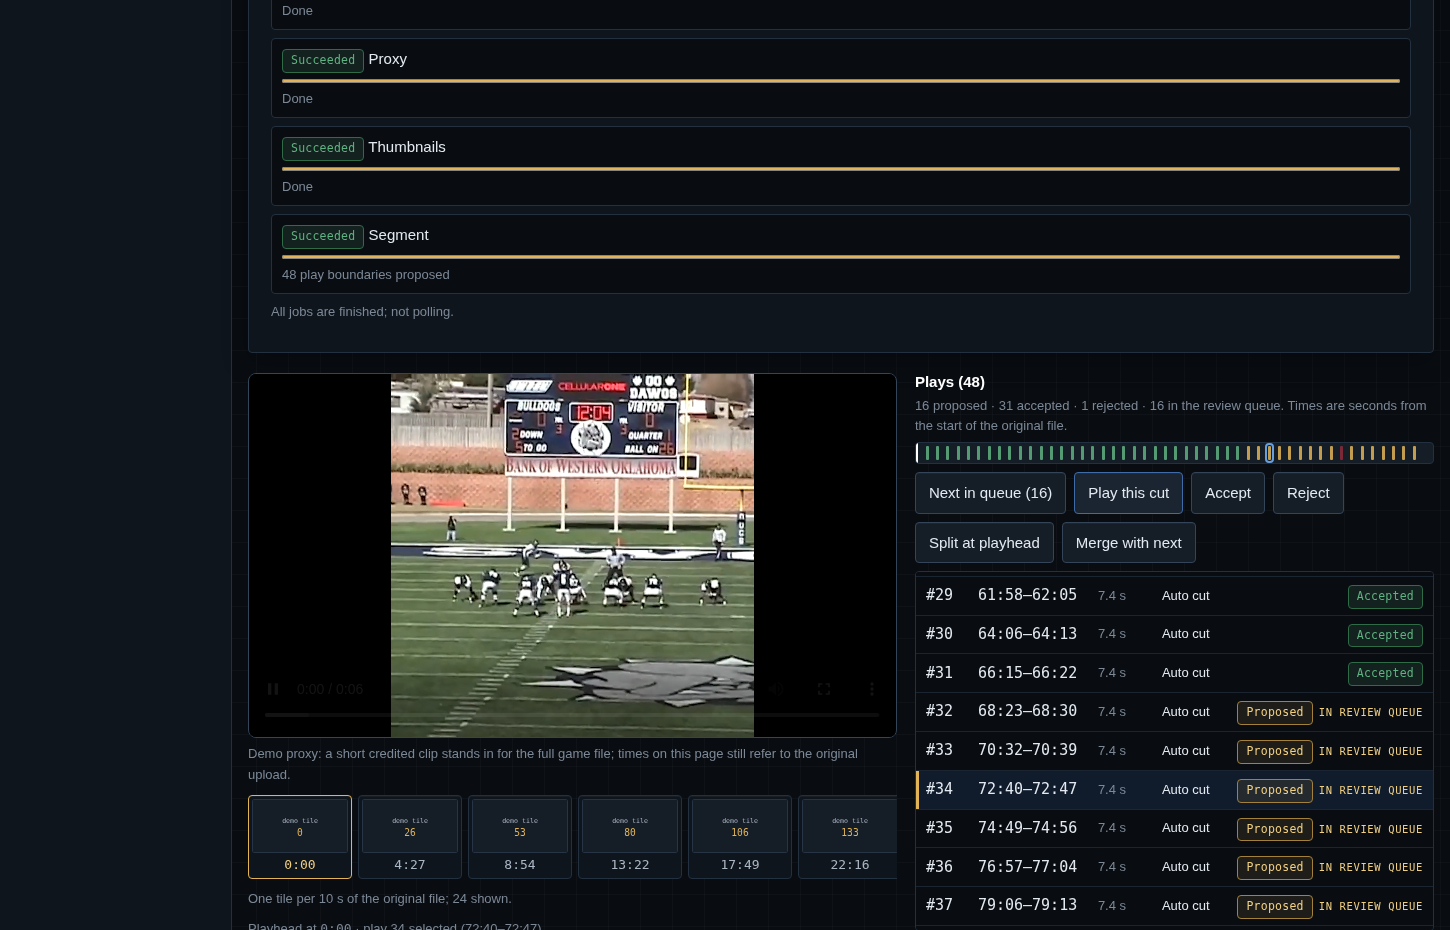 Done
Succeeded Proxy
Done
Succeeded Thumbnails
Done
Succeeded Segment
48 play boundaries proposed
All jobs are finished; not polling.
CELLULARONE
DAWGS
BULLDOGS 12:04 VISITOR
DOWN QUARTER
TO GO BALL ON
BANK OF WESTERN OKLAHOMA
0:00 / 0:06
Demo proxy: a short credited clip stands in for the full game file; times on this page still refer to the original
upload.
demo tile demo tile demo tile demo tile demo tile demo tile
0 26 53 80 106 133
0:00 4:27 8:54 13:22 17:49 22:16
One tile per 10 s of the original file; 24 shown.
Playhead at 0:00 · play 34 selected (72:40–72:47)
Plays (48)
16 proposed · 31 accepted · 1 rejected · 16 in the review queue. Times are seconds from
the start of the original file.
Next in queue (16) Play this cut Accept Reject
Split at playhead Merge with next
#29 61:58–62:05 7.4 s Auto cut Accepted
#30 64:06–64:13 7.4 s Auto cut Accepted
#31 66:15–66:22 7.4 s Auto cut Accepted
#32 68:23–68:30 7.4 s Auto cut Proposed IN REVIEW QUEUE
#33 70:32–70:39 7.4 s Auto cut Proposed IN REVIEW QUEUE
#34 72:40–72:47 7.4 s Auto cut Proposed IN REVIEW QUEUE
#35 74:49–74:56 7.4 s Auto cut Proposed IN REVIEW QUEUE
#36 76:57–77:04 7.4 s Auto cut Proposed IN REVIEW QUEUE
#37 79:06–79:13 7.4 s Auto cut Proposed IN REVIEW QUEUE